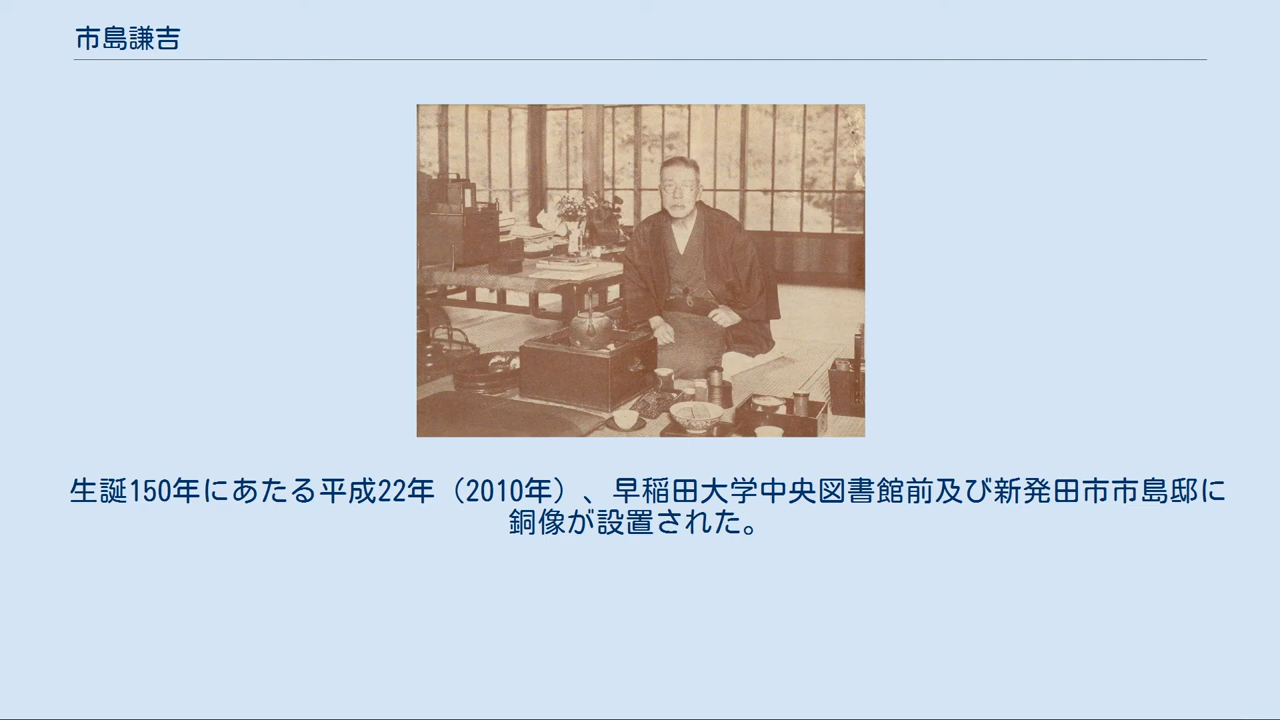 市島謙吉
生誕150年にあたる平成22年（2010年）、早稲田大学中央図書館前及び新発田市市島邸に
銅像が設置された。